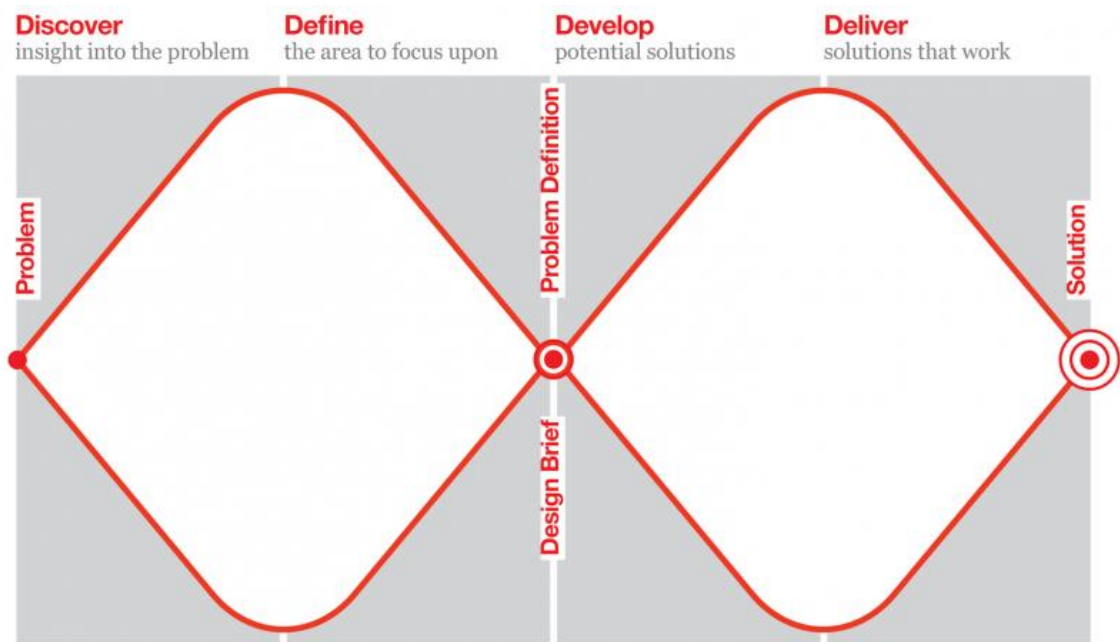 Discover
insight into the problem
Define
the area to focus upon
Develop
potential solutions
Deliver
solutions that work
Problem
Problem Definition
Design Brief
Solution